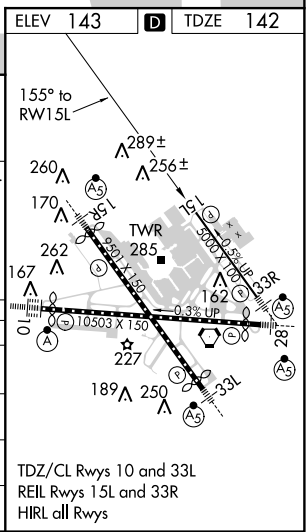 ELEV 143 D TDZE 142
155° to
RW15L
289±
256±
260
A5
170
15R
15L
P
5000 X 100
0.5% UP
TWR
285
9501 X 150
P
262
167
162
33R
A5
0.3% UP
10
10503 X 150
28
A
P
P
227
P
33L
189
250
A5
A5
TDZ/CL Rwys 10 and 33L
REIL Rwys 15L and 33R
HIRL all Rwys